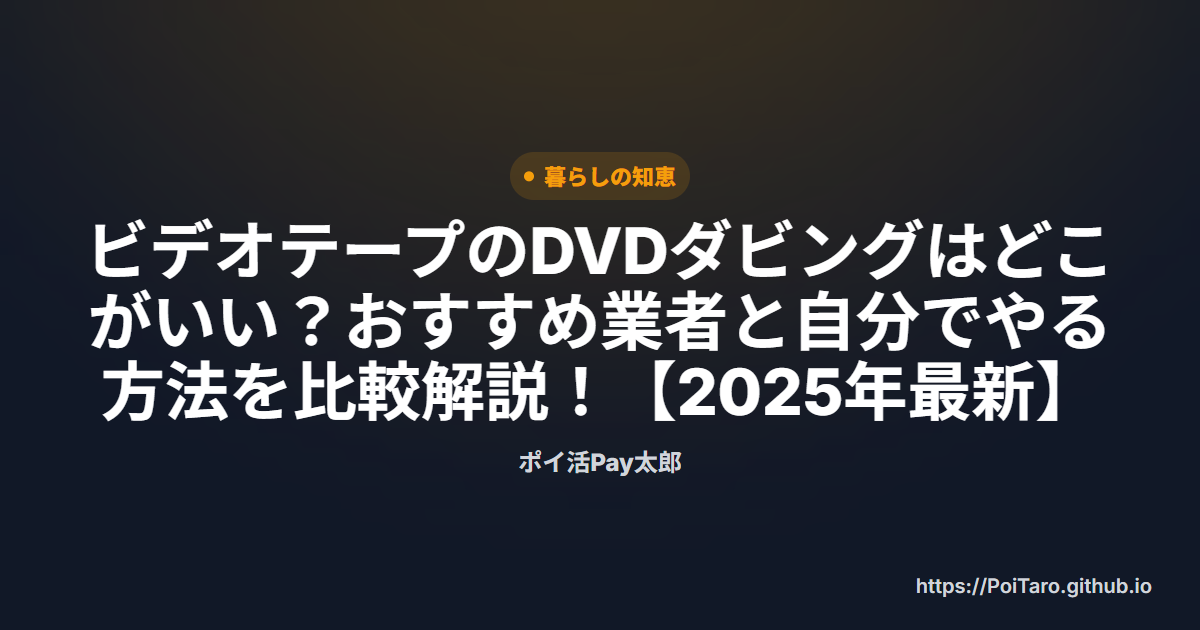 暮らしの知恵
ビデオテープのDVDダビングはどこ
がいい？おすすめ業者と自分でやる
方法を比較解説！【2025年最新】
ポイ活Pay太郎
https://PoiTaro.github.io